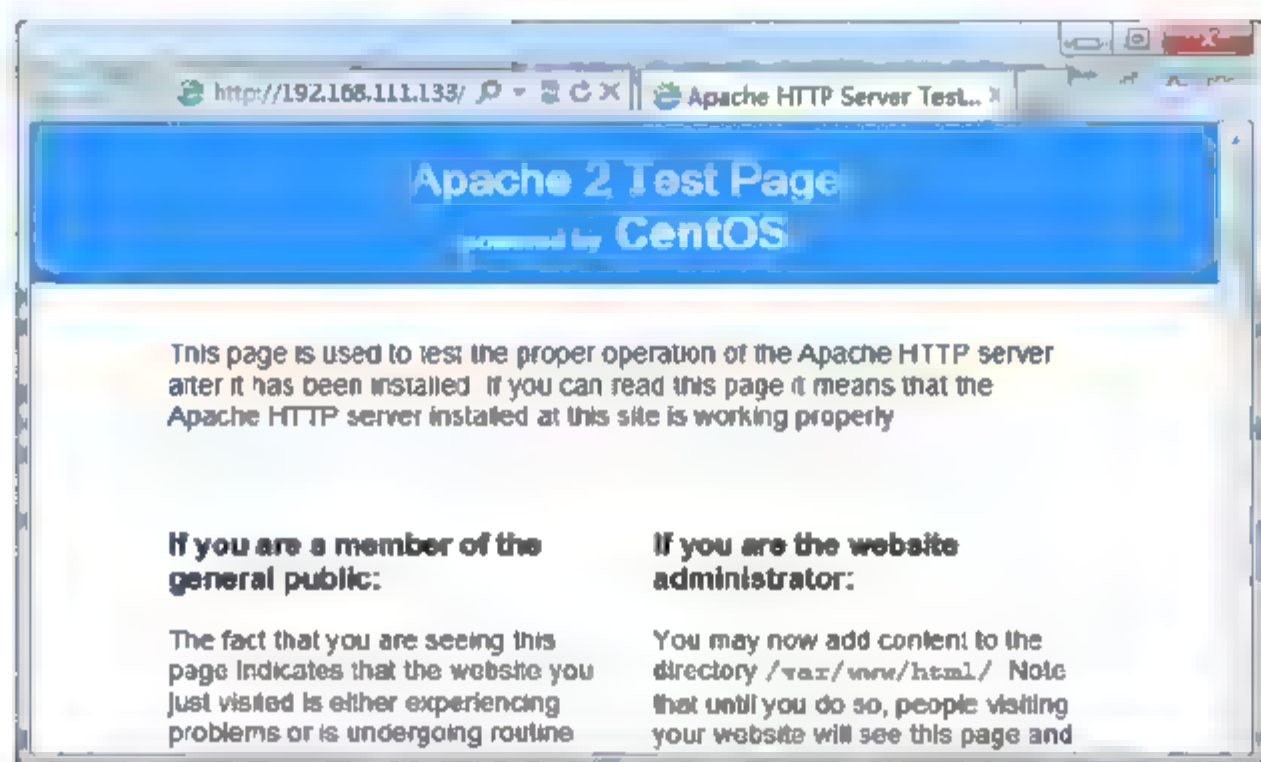 http://192.168.111.133/
Apache HTTP Server Test...
Apache 2 Test Page
powered by CentOS
This page is used to test the proper operation of the Apache HTTP server
after it has been installed. If you can read this page it means that the
Apache HTTP server installed at this site is working properly
If you are a member of the
general public:
The fact that you are seeing this
page indicates that the website you
just visited is either experiencing
problems or is undergoing routine
If you are the website
administrator:
You may now add content to the
directory /var/www/html/ Note
that until you do so, people visiting
your website will see this page and